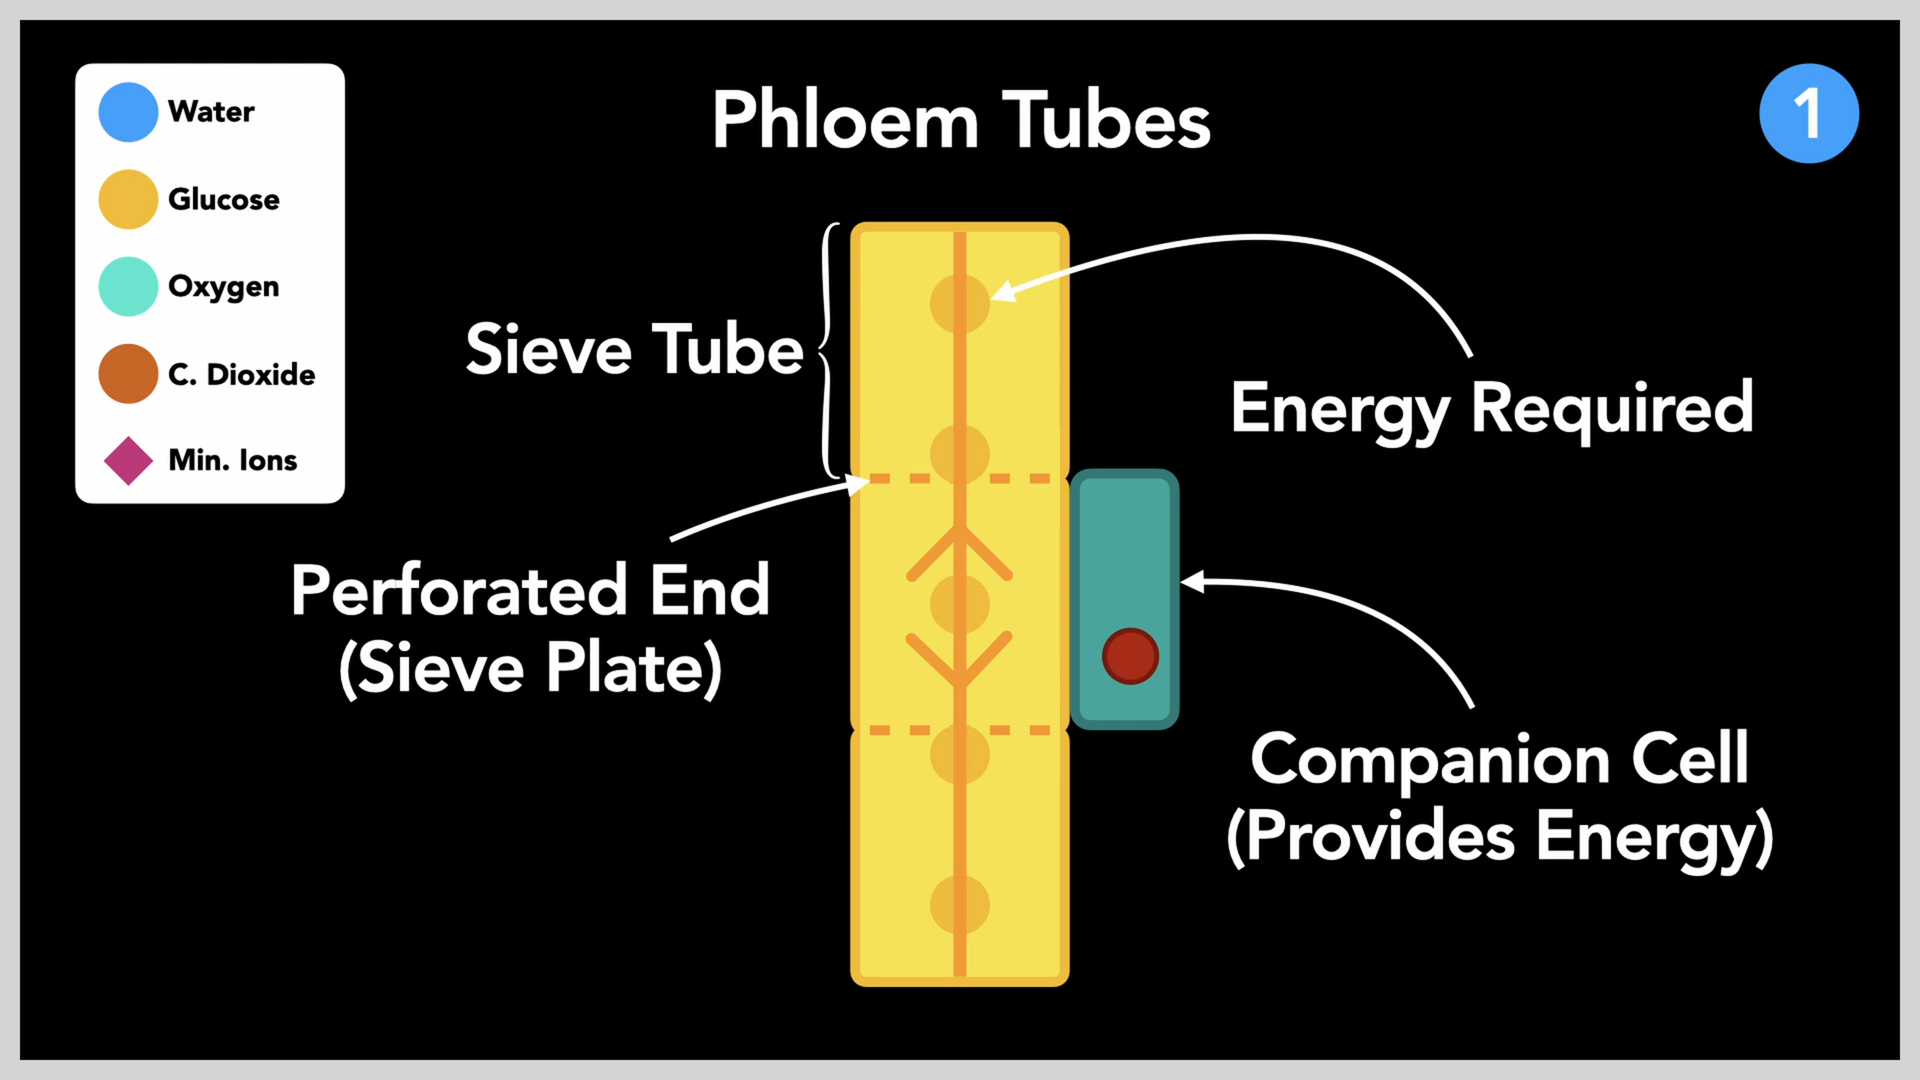 Phloem Tubes
1
Water
Glucose
Oxygen
C. Dioxide
Min. Ions
Sieve Tube
Energy Required
Perforated End
(Sieve Plate)
Companion Cell
(Provides Energy)